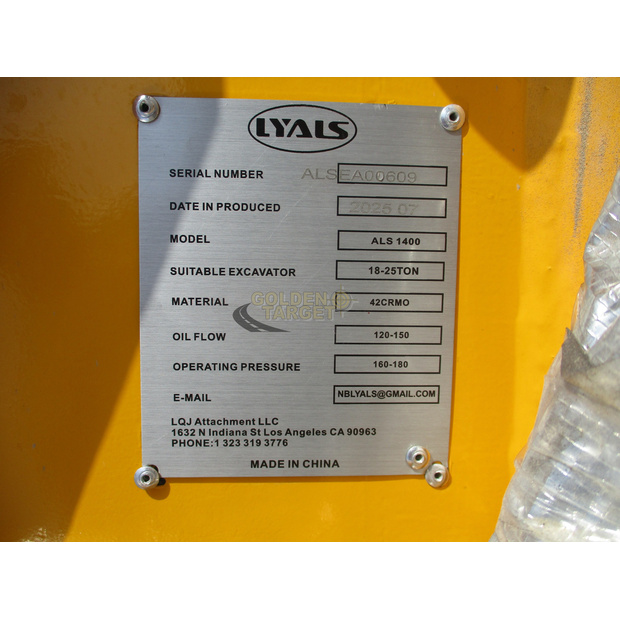 LYALS
SERIAL NUMBER ALSEA00609
DATE IN PRODUCED 2025 07
MODEL ALS 1400
SUITABLE EXCAVATOR 18-25TON
MATERIAL 42CRMO
GOLDEN
TARGET
OIL FLOW 120-150
OPERATING PRESSURE 160-180
E-MAIL NBLYALS@GMAIL.COM
LQJ Attachment LLC
1632 N Indiana St Los Angeles CA 90963
PHONE:1 323 319 3776
MADE IN CHINA